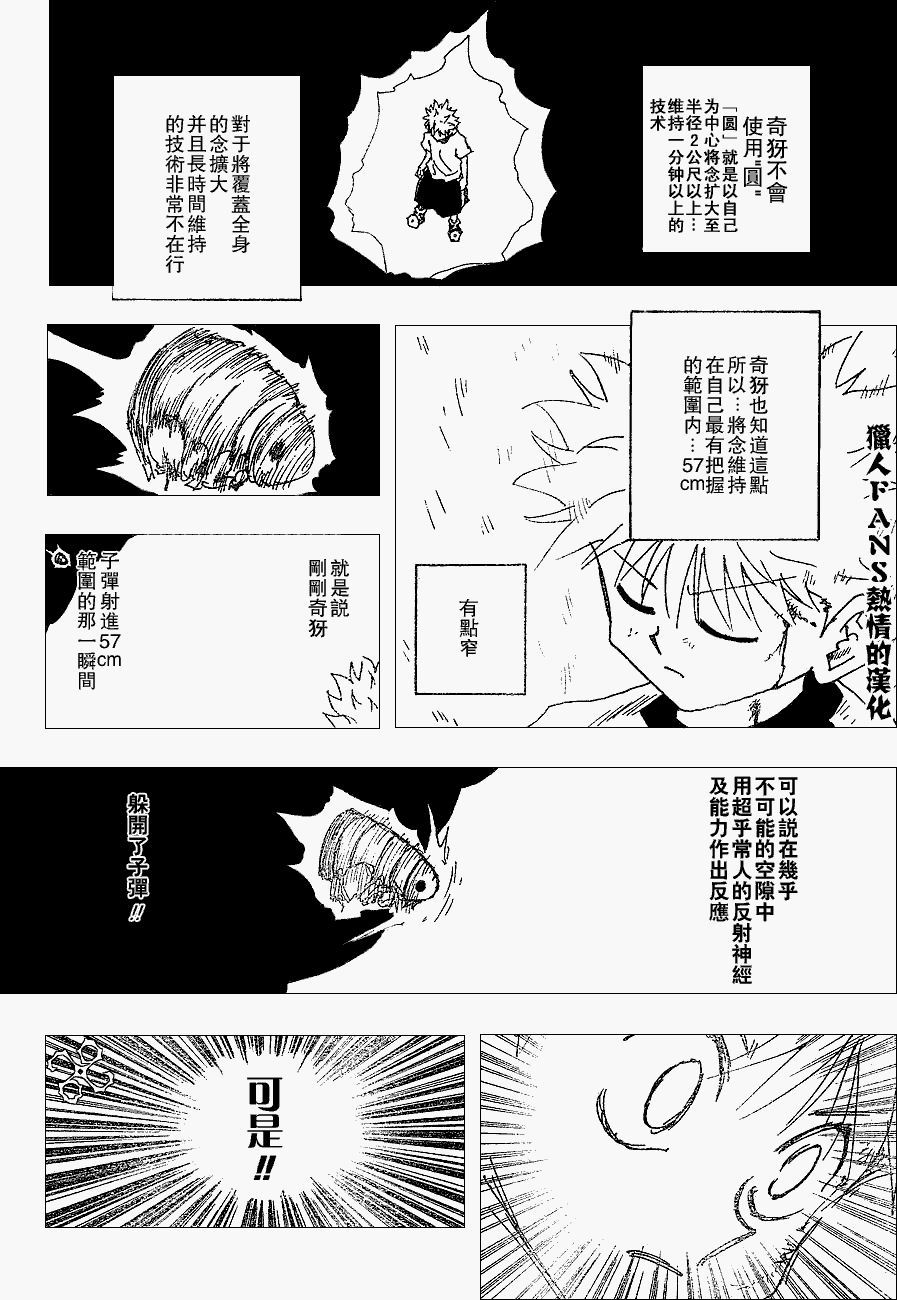 奇犽不會
使用"圓"
「圆」就是以自己
为中心将念扩大至
半径2公尺以上…
维持一分钟以上的
技术
對于將覆蓋全身
的念擴大
并且長時間維持
的技術非常不在行
奇犽也知道這點
所以…將念維持
在自己最有把握
的範圍内…57
cm
有點窄
獵人FANS熱情的漢化
就是説
剛剛奇犽
子彈射進57cm
範圍的那一瞬間
可以説在幾乎
不可能的空隙中
用超乎常人的反射神經
及能力作出反應
躲開了子彈!!
可是!!